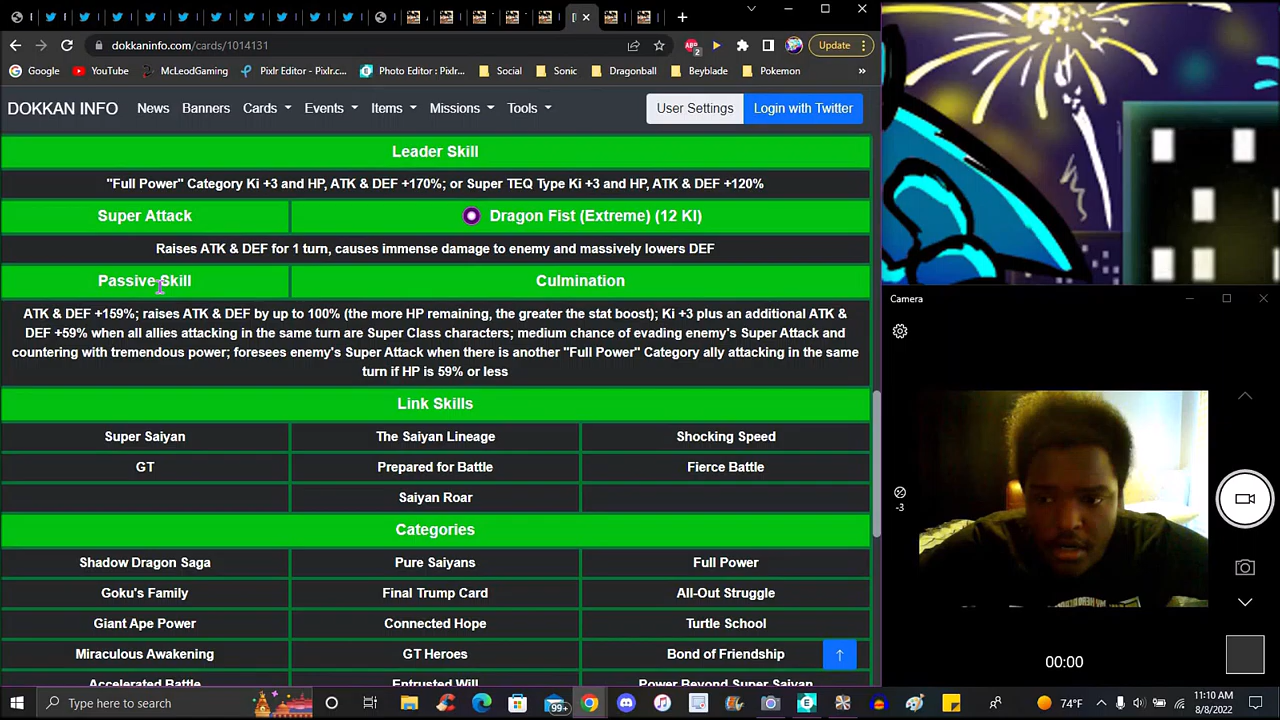 dokkaninfo.com/cards/1014131
Update
Google YouTube McLeodGaming Pixlr Editor - Pixlr.c... Photo Editor : Pixlr... Social Sonic Dragonball Beyblade Pokemon »
DOKKAN INFO News Banners Cards Events Items Missions Tools User Settings Login with Twitter
Leader Skill
"Full Power" Category Ki +3 and HP, ATK & DEF +170%; or Super TEQ Type Ki +3 and HP, ATK & DEF +120%
Super Attack Dragon Fist (Extreme) (12 KI)
Raises ATK & DEF for 1 turn, causes immense damage to enemy and massively lowers DEF
Passive Skill Culmination
ATK & DEF +159%; raises ATK & DEF by up to 100% (the more HP remaining, the greater the stat boost); Ki +3 plus an additional ATK &
DEF +59% when all allies attacking in the same turn are Super Class characters; medium chance of evading enemy's Super Attack and
countering with tremendous power; foresees enemy's Super Attack when there is another "Full Power" Category ally attacking in the same
turn if HP is 59% or less
Link Skills
Super Saiyan The Saiyan Lineage Shocking Speed
GT Prepared for Battle Fierce Battle
Saiyan Roar
Categories
Shadow Dragon Saga Pure Saiyans Full Power
Goku's Family Final Trump Card All-Out Struggle
Giant Ape Power Connected Hope Turtle School
Miraculous Awakening GT Heroes Bond of Friendship
Accelerated Battle Entrusted Will Power Beyond Super Saiyan
Camera
-3
00:00
Type here to search
99+
74°F
11:10 AM
8/8/2022